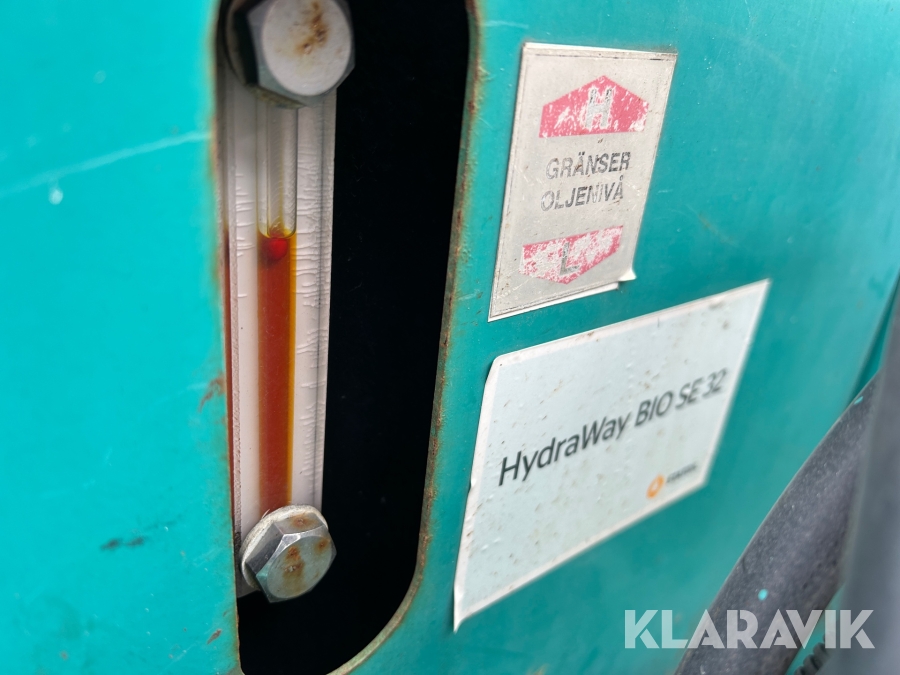 H
GRÄNSER
OLJENIVÅ
L
HydraWay BIO SE 32
KLARAVIK